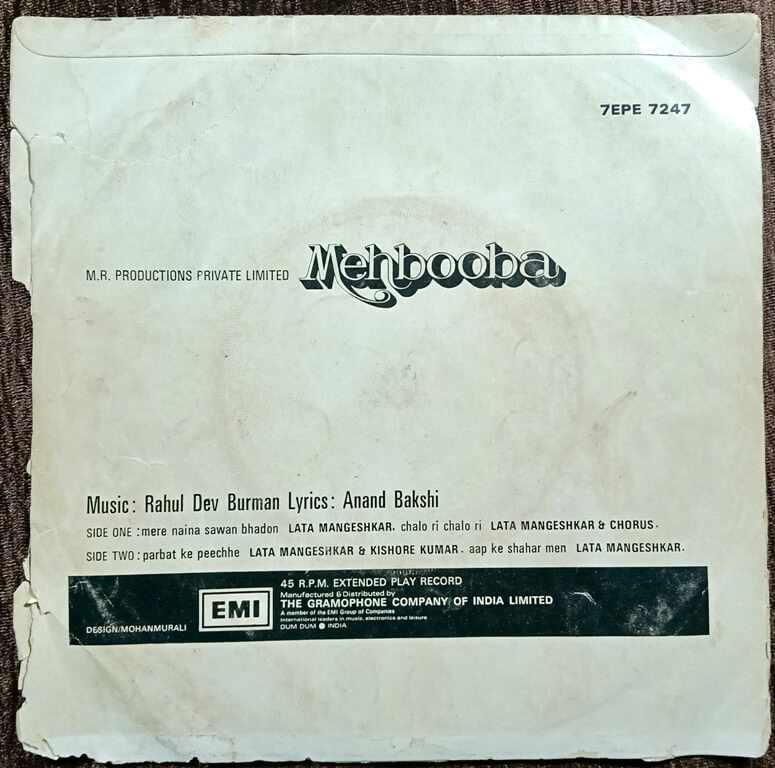 7EPE 7247
M.R. PRODUCTIONS PRIVATE LIMITED Mehbooba
Music: Rahul Dev Burman Lyrics: Anand Bakshi
SIDE ONE :mere naina sawan bhadon LATA MANGESHKAR. chalo ri chalo ri LATA MANGESHKAR & CHORUS.
SIDE TWO: parbat ke peechhe LATA MANGESHKAR & KISHORE KUMAR. aap ke shahar men LATA MANGESHKAR.
45 R.P.M. EXTENDED PLAY RECORD
Manufactured & Distributed by
THE GRAMOPHONE COMPANY OF INDIA LIMITED
A member of the EMI Group of Companies
International leaders in music, electronics and leisure
DUM DUM ● INDIA
EMI
DESIGN/MOHANMURALI